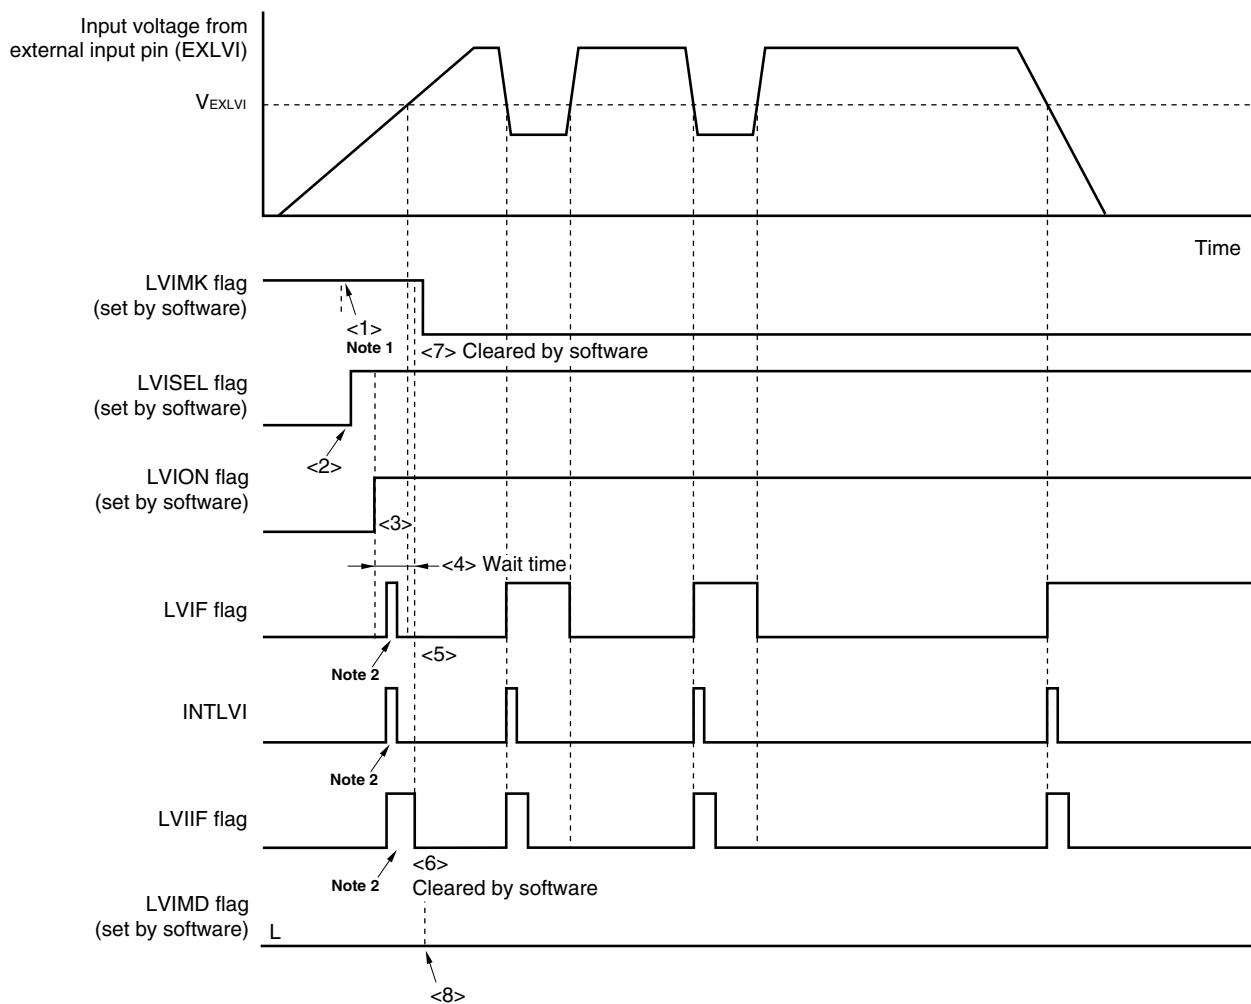 Input voltage from
external input pin (EXLVI)
VEXLVI
Time
LVIMK flag
(set by software)
<1>
Note 1
<7> Cleared by software
LVISEL flag
(set by software)
<2>
LVION flag
(set by software)
<3>
<4> Wait time
LVIF flag
<5>
Note 2
INTLVI
Note 2
LVIIF flag
<6>
Cleared by software
Note 2
LVIMD flag
(set by software)
L
<8>